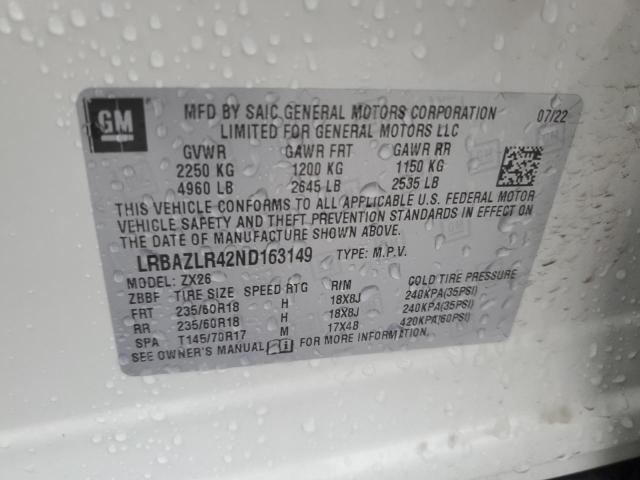 GM
MFD BY SAIC GENERAL MOTORS CORPORATION 07/22
LIMITED FOR GENERAL MOTORS LLC
GVWR GAWR FRT GAWR RR
2250 KG 1200 KG 1150 KG
4960 LB 2645 LB 2535 LB
THIS VEHICLE CONFORMS TO ALL APPLICABLE U.S. FEDERAL MOTOR
VEHICLE SAFETY AND THEFT PREVENTION STANDARDS IN EFFECT ON
THE DATE OF MANUFACTURE SHOWN ABOVE.
LRBAZLR42ND163149 TYPE: M.P.V.
MODEL: ZX26
ZBBF TIRE SIZE SPEED RTG RIM COLD TIRE PRESSURE
FRT 235/60R18 H 18X8J 240KPA(35PSI)
RR 235/60R18 H 18X8J 240KPA(35PSI)
SPA T145/70R17 M 17X4B 420KPA(60PSI)
SEE OWNER'S MANUAL FOR MORE INFORMATION